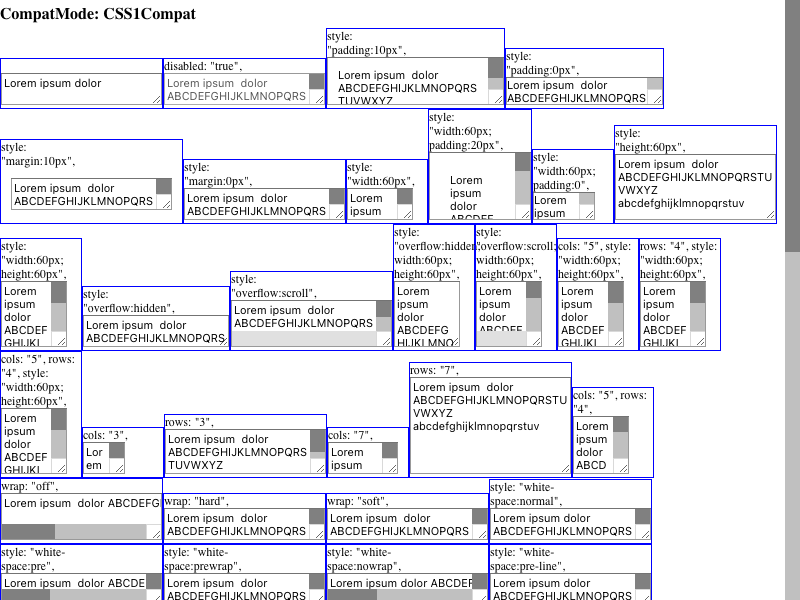 CompatMode: CSS1Compat
Lorem ipsum dolor
disabled: "true",
Lorem ipsum  dolor
ABCDEFGHIJKLMNOPQRS
style:
"padding:10px",
Lorem ipsum  dolor
ABCDEFGHIJKLMNOPQRS
TUVWXYZ
style:
"padding:0px",
Lorem ipsum  dolor
ABCDEFGHIJKLMNOPQRS
style:
"margin:10px",
Lorem ipsum  dolor
ABCDEFGHIJKLMNOPQRS
style:
"margin:0px",
Lorem ipsum  dolor
ABCDEFGHIJKLMNOPQRS
style:
"width:60px",
Lorem
ipsum
style:
"width:60px;
padding:20px",
Lorem
ipsum
dolor
ABCDEF
style:
"width:60px;
padding:0",
Lorem
ipsum
style:
"height:60px",
Lorem ipsum  dolor
ABCDEFGHIJKLMNOPQRSTU
VWXYZ
abcdefghijklmnopqrstuv
style:
"width:60px;
height:60px",
Lorem
ipsum
dolor
ABCDEF
GHIJKL
style:
"overflow:hidden",
Lorem ipsum  dolor
ABCDEFGHIJKLMNOPQRS
style:
"overflow:scroll",
Lorem ipsum  dolor
ABCDEFGHIJKLMNOPQRS
style:
"overflow:hidden;
width:60px;
height:60px",
Lorem
ipsum
dolor
ABCDEFG
HIJKLMNO
style:
"overflow:scroll;
width:60px;
height:60px",
Lorem
ipsum
dolor
ABCDEF
cols: "5", style:
"width:60px;
height:60px",
Lorem
ipsum
dolor
ABCDEF
GHIJKL
rows: "4", style:
"width:60px;
height:60px",
Lorem
ipsum
dolor
ABCDEF
GHIJKL
cols: "5", rows:
"4", style:
"width:60px;
height:60px",
Lorem
ipsum
dolor
ABCDEF
GHIJKL
cols: "3",
Lor
em
rows: "3",
Lorem ipsum  dolor
ABCDEFGHIJKLMNOPQRS
TUVWXYZ
cols: "7",
Lorem
ipsum
rows: "7",
Lorem ipsum  dolor
ABCDEFGHIJKLMNOPQRSTU
VWXYZ
abcdefghijklmnopqrstuv
cols: "5", rows:
"4",
Lorem
ipsum
dolor
ABCD
wrap: "off",
Lorem ipsum  dolor ABCDEFG
wrap: "hard",
Lorem ipsum  dolor
ABCDEFGHIJKLMNOPQRS
wrap: "soft",
Lorem ipsum  dolor
ABCDEFGHIJKLMNOPQRS
style: "white-
space:normal",
Lorem ipsum dolor
ABCDEFGHIJKLMNOPQRS
style: "white-
space:pre",
Lorem ipsum  dolor ABCDE
style: "white-
space:prewrap",
Lorem ipsum  dolor
ABCDEFGHIJKLMNOPQRS
style: "white-
space:nowrap",
Lorem ipsum dolor ABCDEF
style: "white-
space:pre-line",
Lorem ipsum dolor
ABCDEFGHIJKLMNOPQRS